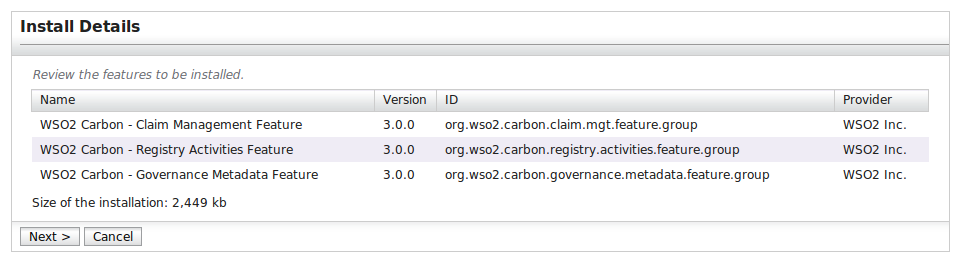 Install Details
Review the features to be installed.
Name Version ID Provider
WSO2 Carbon - Claim Management Feature 3.0.0 org.wso2.carbon.claim.mgt.feature.group WSO2 Inc.
WSO2 Carbon - Registry Activities Feature 3.0.0 org.wso2.carbon.registry.activities.feature.group WSO2 Inc.
WSO2 Carbon - Governance Metadata Feature 3.0.0 org.wso2.carbon.governance.metadata.feature.group WSO2 Inc.
Size of the installation: 2,449 kb
Next > Cancel